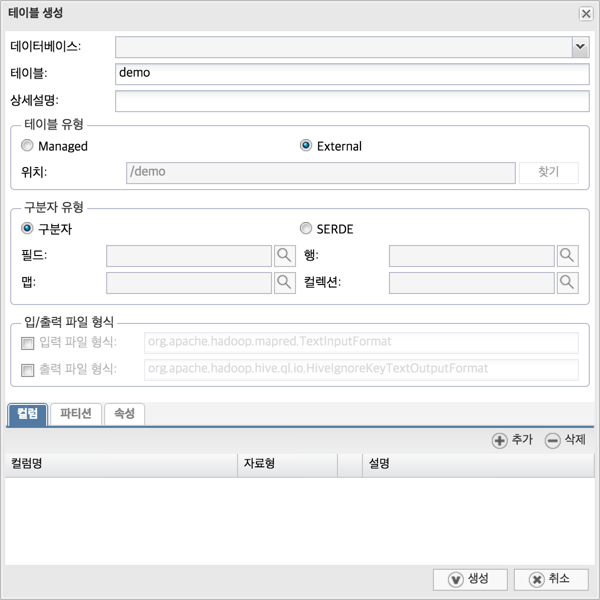 테이블 생성
데이터베이스:
테이블: demo
상세설명:
테이블 유형
Managed External
위치: /demo 찾기
구분자 유형
구분자 SERDE
필드: 행:
맵: 컬렉션:
입/출력 파일 형식
입력 파일 형식: org.apache.hadoop.mapred.TextInputFormat
출력 파일 형식: org.apache.hadoop.hive.ql.io.HiveIgnoreKeyTextOutputFormat
컬럼 파티션 속성
추가 삭제
컬럼명 자료형 설명
생성 취소